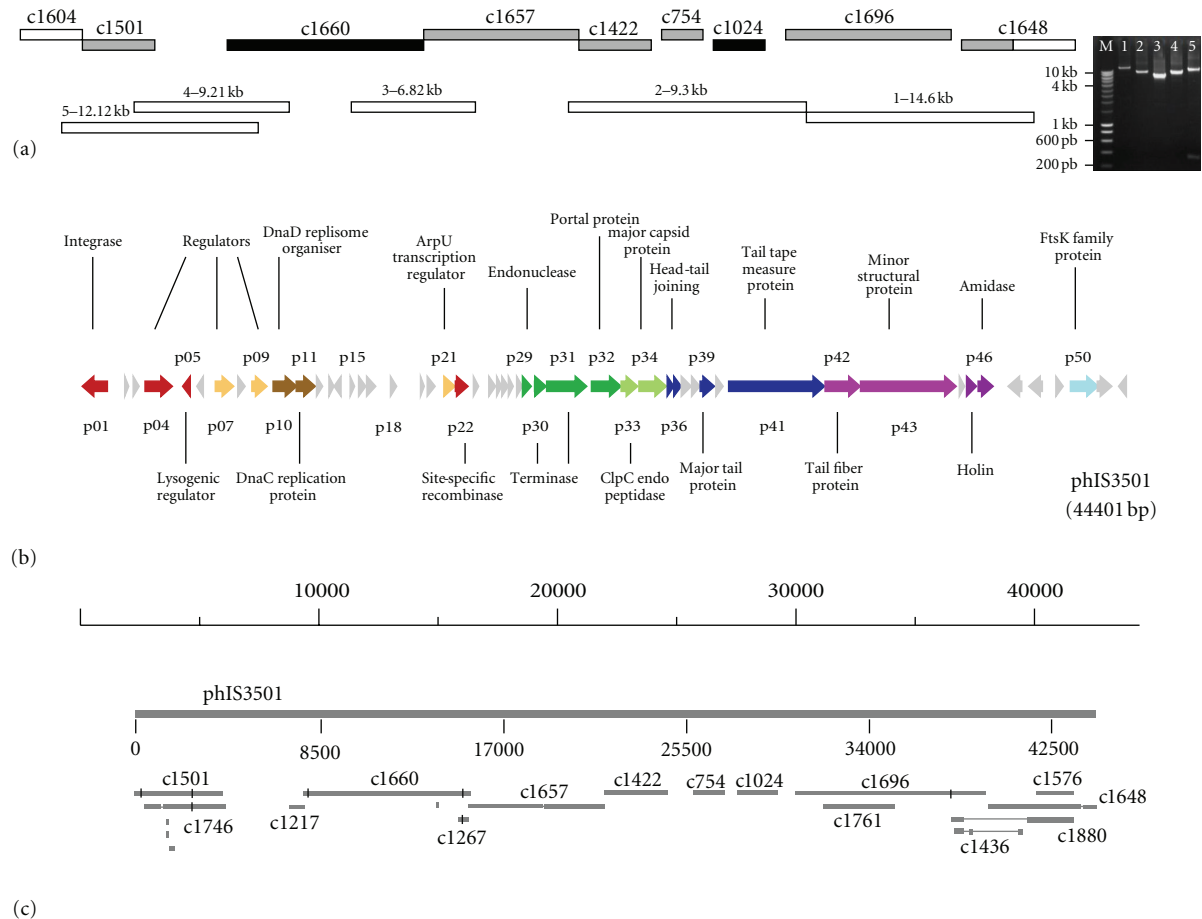 c1604
c1501
c1660
c1657
c1422
c754
c1024
c1696
c1648
5–12.12 kb
4–9.21 kb
3–6.82 kb
2–9.3 kb
1–14.6 kb
M 1 2 3 4 5
10 kb
4 kb
1 kb
600 pb
200 pb
(a)
Integrase
Regulators
DnaD replisome
organiser
ArpU
transcription
regulator
Endonuclease
Portal protein
major capsid
protein
Head-tail
joining
Tail tape
measure
protein
Minor
structural
protein
Amidase
FtsK family
protein
p05 p09 p11 p15 p21 p29 p31 p32 p34 p39 p42 p46 p50
p01 p04 p07 p10 p18 p22 p30 p33 p36 p41 p43
Lysogenic
regulator
DnaC replication
protein
Site-specific
recombinase
Terminase
ClpC endo
peptidase
Major tail
protein
Tail fiber
protein
Holin
phIS3501
(44401 bp)
(b)
10000 20000 30000 40000
phIS3501
0 8500 17000 25500 34000 42500
c1501
c1746
c1217
c1660
c1267
c1657
c1422
c754
c1024
c1696
c1761
c1436
c1576
c1648
c1880
(c)